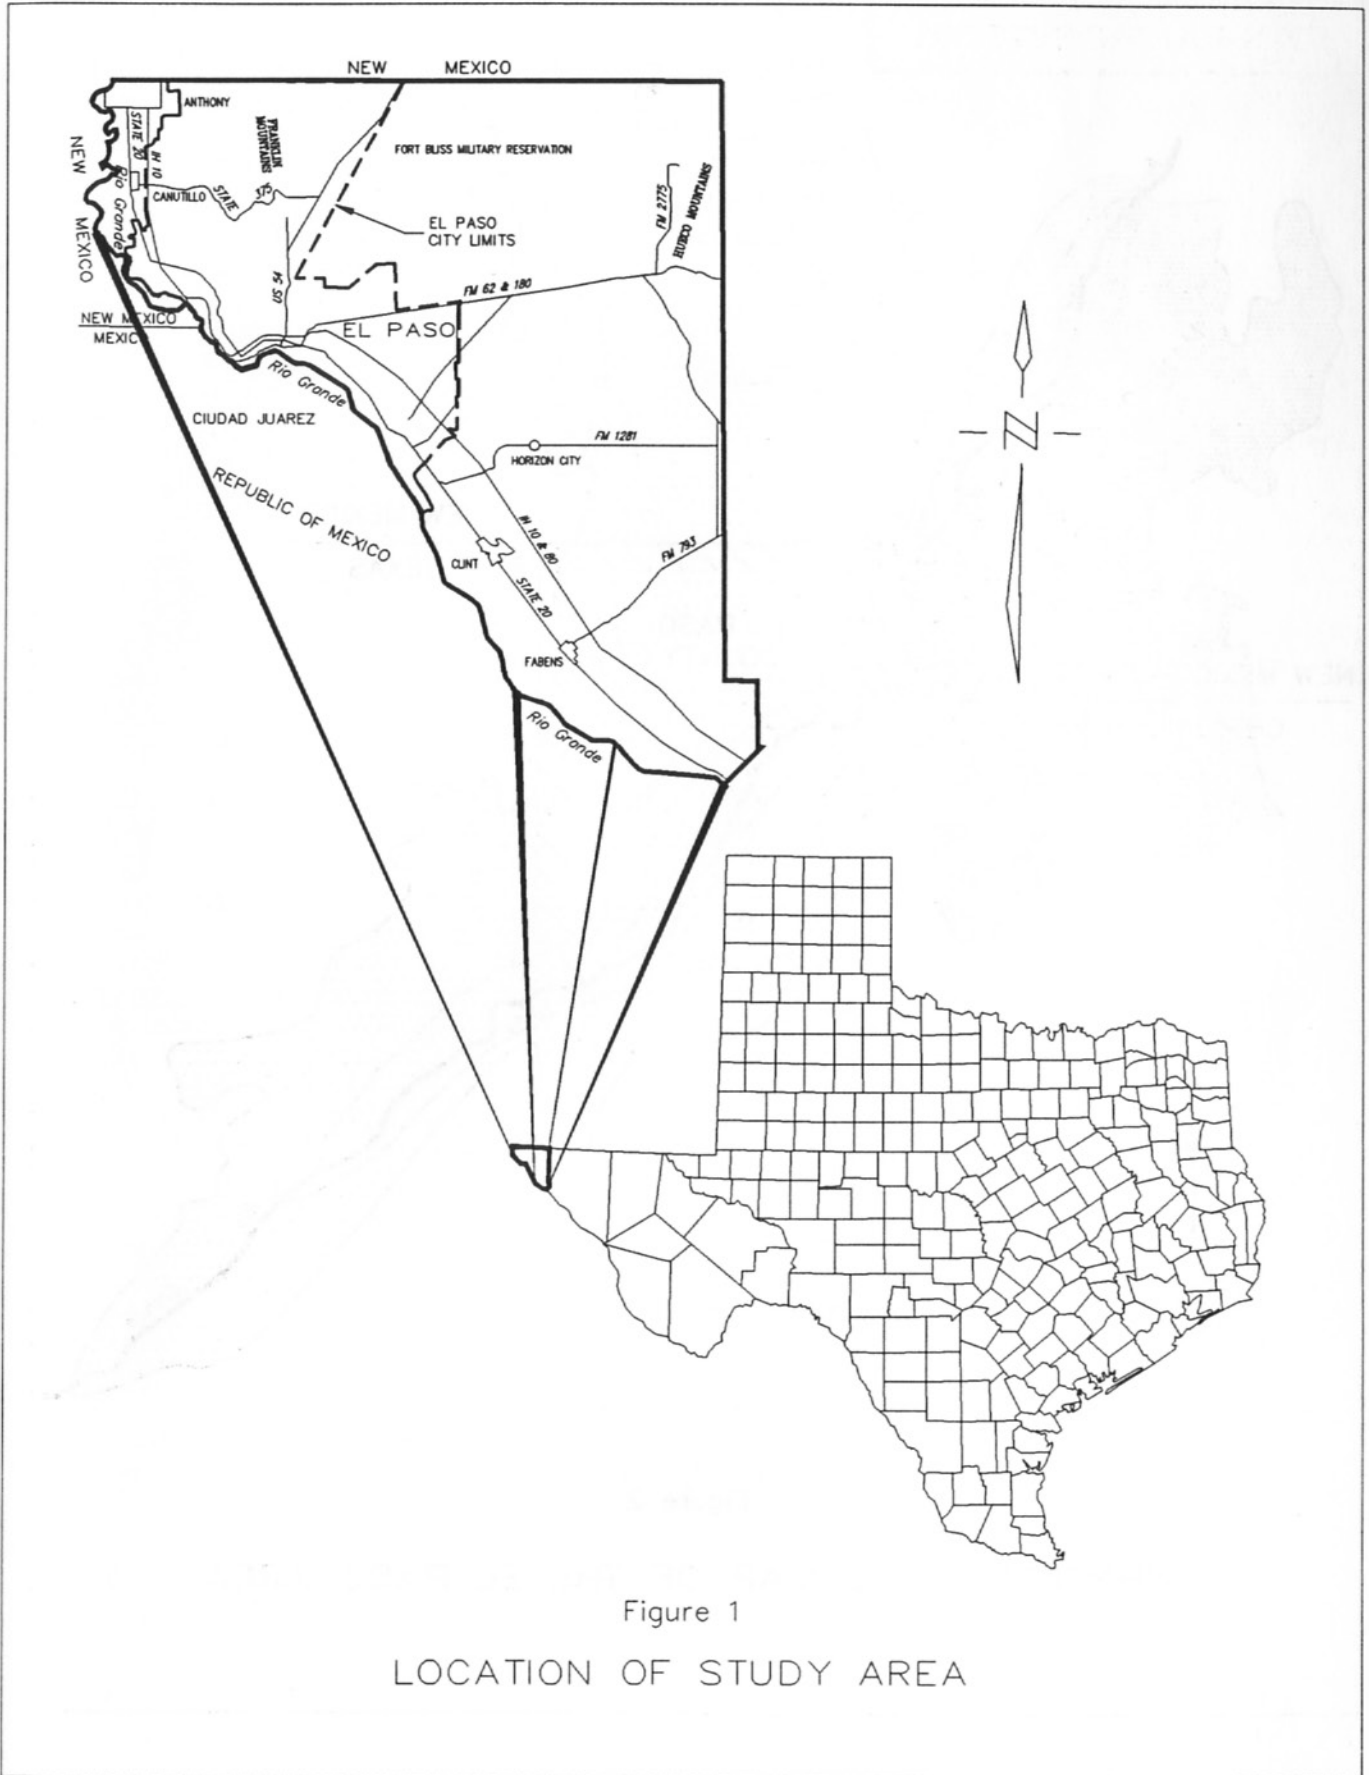 NEW MEXICO
ANTHONY
STATE 20
IH 10
FRANKLIN
MOUNTAINS
FORT BLISS MILITARY RESERVATION
NEW MEXICO
Rio Grande
CANUTILLO
STATE 375
EL PASO
CITY LIMITS
FM 2775
HUECO MOUNTAINS
US 54
FM 62 & 180
NEW MEXICO
MEXIC
EL PASO
Rio Grande
CIUDAD JUAREZ
FM 1281
HORIZON CITY
REPUBLIC OF MEXICO
IH 10 & 80
CLINT
FM 793
STATE 20
FABENS
Rio Grande
N
Figure 1
LOCATION OF STUDY AREA